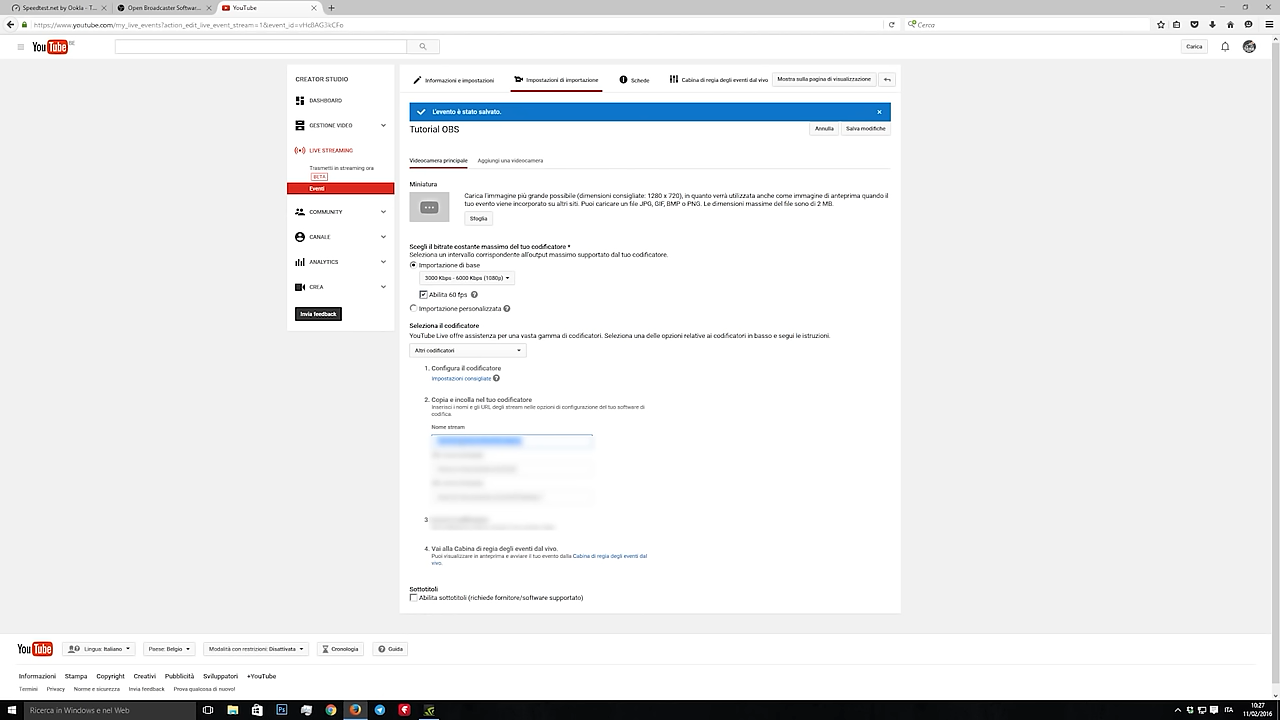 Speedtest.net by Ookla - T...
Open Broadcaster Softwar...
YouTube
https://www.youtube.com/my_live_events?action_edit_live_event_stream=1&event_id=vHcBAG3kCFo
Cerca
YouTube BE
Carica
CREATOR STUDIO
DASHBOARD
GESTIONE VIDEO
LIVE STREAMING
Trasmetti in streaming ora
BETA
Eventi
COMMUNITY
CANALE
ANALYTICS
CREA
Invia feedback
Informazioni e impostazioni
Impostazioni di importazione
Schede
Cabina di regia degli eventi dal vivo
Mostra sulla pagina di visualizzazione
L'evento è stato salvato.
Tutorial OBS
Annulla
Salva modifiche
Videocamera principale
Aggiungi una videocamera
Miniatura
Carica l'immagine più grande possibile (dimensioni consigliate: 1280 x 720), in quanto verrà utilizzata anche come immagine di anteprima quando il
tuo evento viene incorporato su altri siti. Puoi caricare un file JPG, GIF, BMP o PNG. Le dimensioni massime del file sono di 2 MB.
Sfoglia
Scegli il bitrate costante massimo del tuo codificatore *
Seleziona un intervallo corrispondente all'output massimo supportato dal tuo codificatore.
Importazione di base
3000 Kbps - 6000 Kbps (1080p)
Abilita 60 fps
Importazione personalizzata
Seleziona il codificatore
YouTube Live offre assistenza per una vasta gamma di codificatori. Seleziona una delle opzioni relative ai codificatori in basso e segui le istruzioni.
Altri codificatori
1. Configura il codificatore
Impostazioni consigliate
2. Copia e incolla nel tuo codificatore
Inserisci i nomi e gli URL degli stream nelle opzioni di configurazione del tuo software di
codifica.
Nome stream
3.
4. Vai alla Cabina di regia degli eventi dal vivo.
Puoi visualizzare in anteprima e avviare il tuo evento dalla Cabina di regia degli eventi dal
vivo.
Sottotitoli
Abilita sottotitoli (richiede fornitore/software supportato)
YouTube
Lingua: Italiano
Paese: Belgio
Modalità con restrizioni: Disattivata
Cronologia
Guida
Informazioni Stampa Copyright Creativi Pubblicità Sviluppatori +YouTube
Termini Privacy Norme e sicurezza Invia feedback Prova qualcosa di nuovo!
Ricerca in Windows e nel Web
ITA
10:27
11/02/2016